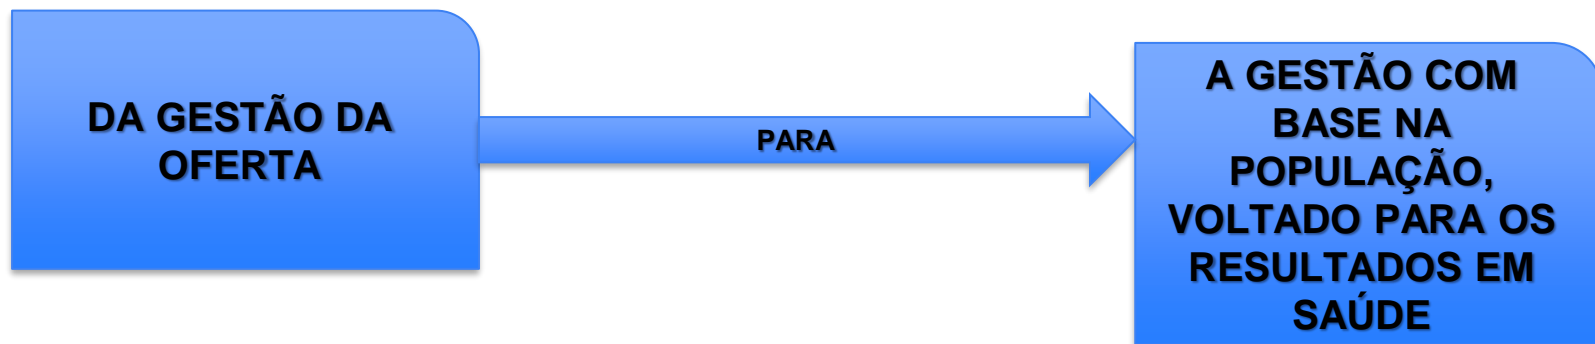 DA GESTÃO DA
OFERTA
PARA
A GESTÃO COM
BASE NA
POPULAÇÃO,
VOLTADO PARA OS
RESULTADOS EM
SAÚDE